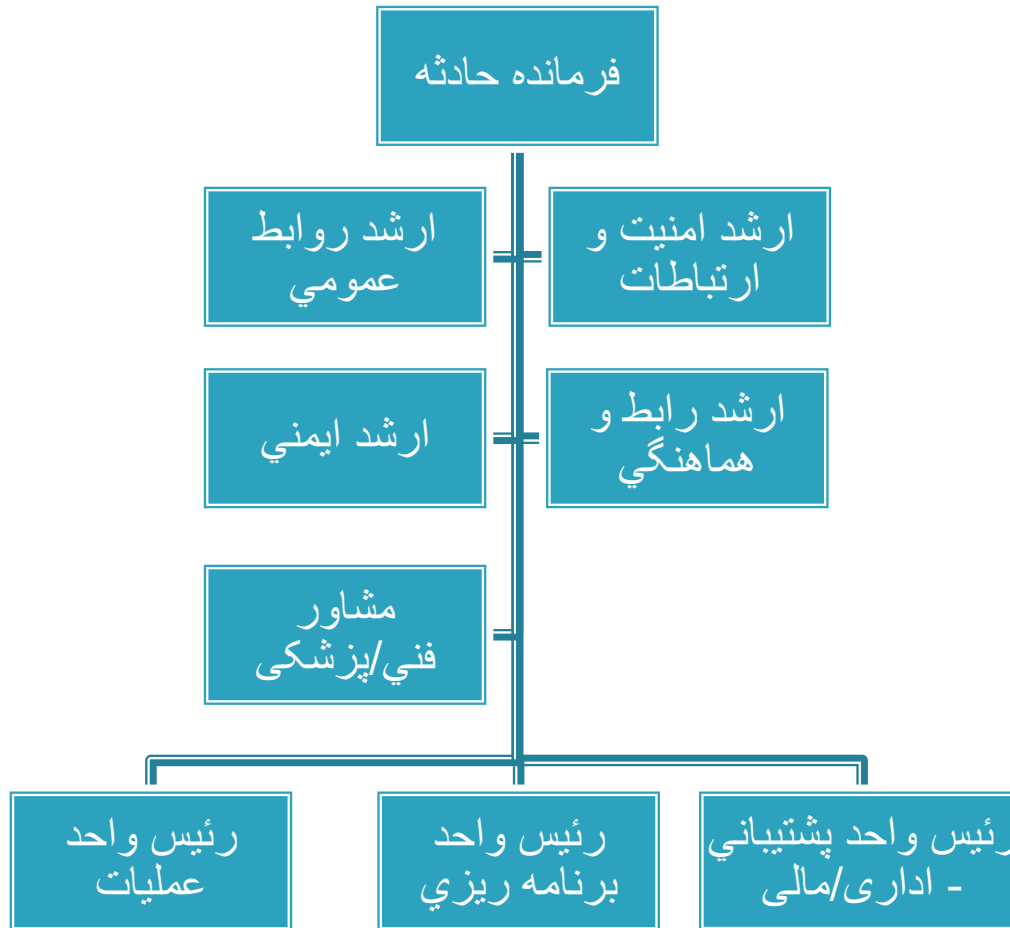 فرمانده حادثه
ارشد امنيت و
ارتباطات
ارشد روابط
عمومي
ارشد رابط و
هماهنگي
ارشد ايمني
مشاور
فني/پزشکی
رئيس واحد پشتيباني
- اداری/مالی
رئيس واحد
برنامه ريزي
رئيس واحد
عمليات